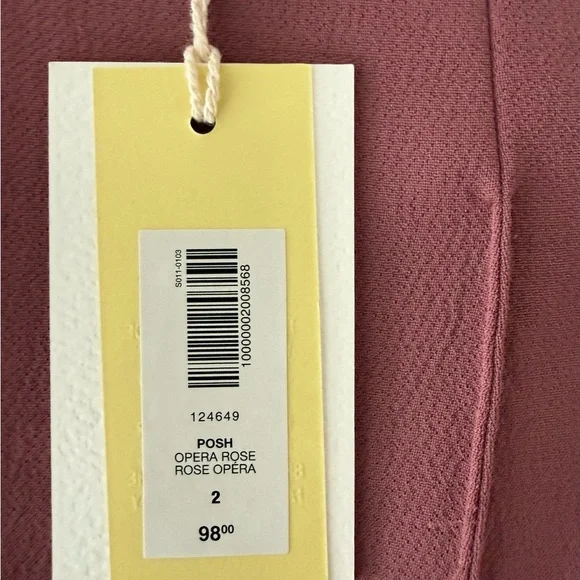 S011-0103
10000002008568
124649
POSH
OPERA ROSE
ROSE OPÉRA
2
98⁰⁰